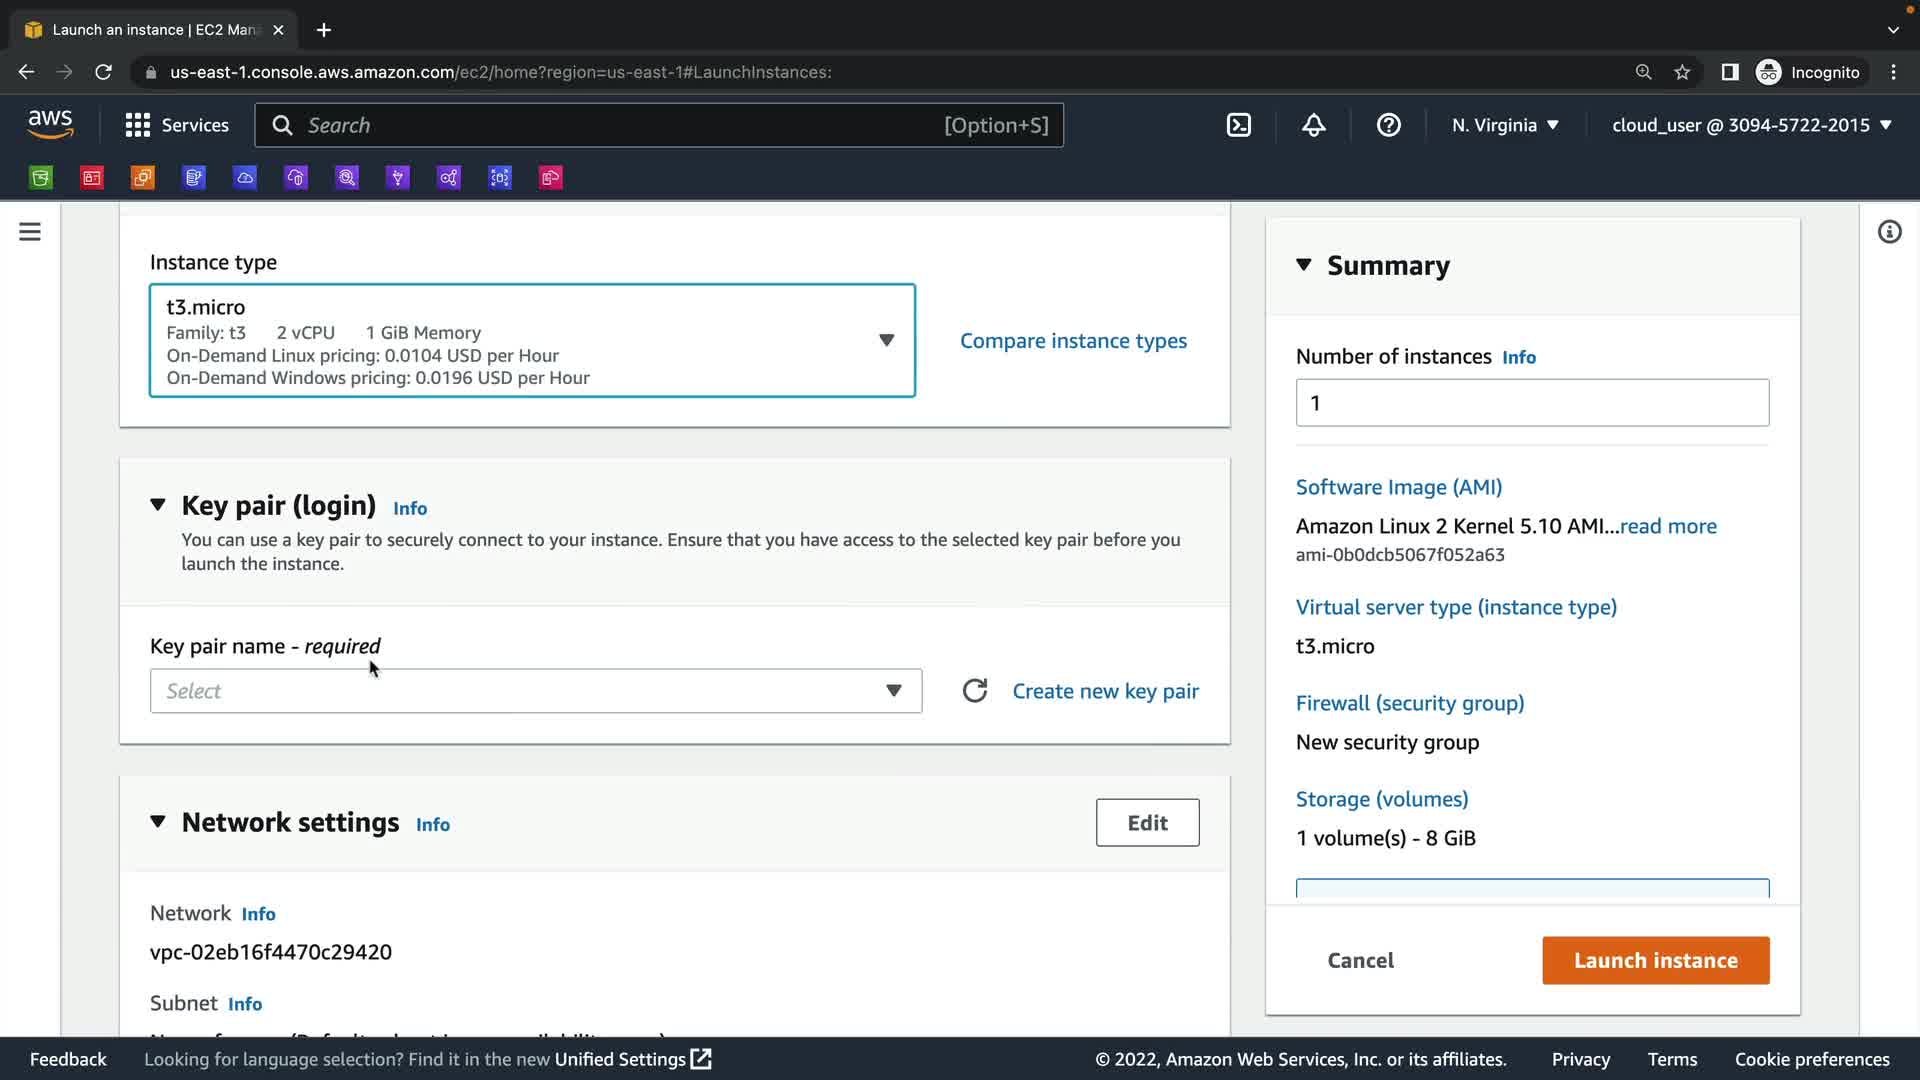 Launch an instance | EC2 Man
us-east-1.console.aws.amazon.com/ec2/home?region=us-east-1#LaunchInstances:
Incognito
aws
Services
Search
[Option+S]
N. Virginia
cloud_user @ 3094-5722-2015
Instance type
t3.micro
Family: t3 2 vCPU 1 GiB Memory
On-Demand Linux pricing: 0.0104 USD per Hour
On-Demand Windows pricing: 0.0196 USD per Hour
Compare instance types
Key pair (login) Info
You can use a key pair to securely connect to your instance. Ensure that you have access to the selected key pair before you
launch the instance.
Key pair name - required
Select
Create new key pair
Network settings Info
Edit
Network Info
vpc-02eb16f4470c29420
Subnet Info
Summary
Number of instances Info
1
Software Image (AMI)
Amazon Linux 2 Kernel 5.10 AMI...read more
ami-0b0dcb5067f052a63
Virtual server type (instance type)
t3.micro
Firewall (security group)
New security group
Storage (volumes)
1 volume(s) - 8 GiB
Cancel
Launch instance
Feedback
Looking for language selection? Find it in the new Unified Settings
© 2022, Amazon Web Services, Inc. or its affiliates.
Privacy
Terms
Cookie preferences